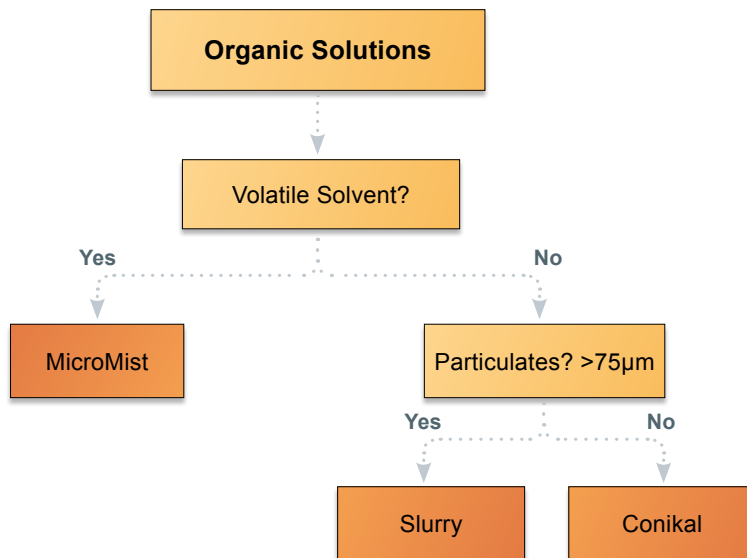 Organic Solutions
Volatile Solvent?
Yes
No
MicroMist
Particulates? >75µm
Yes
No
Slurry
Conikal